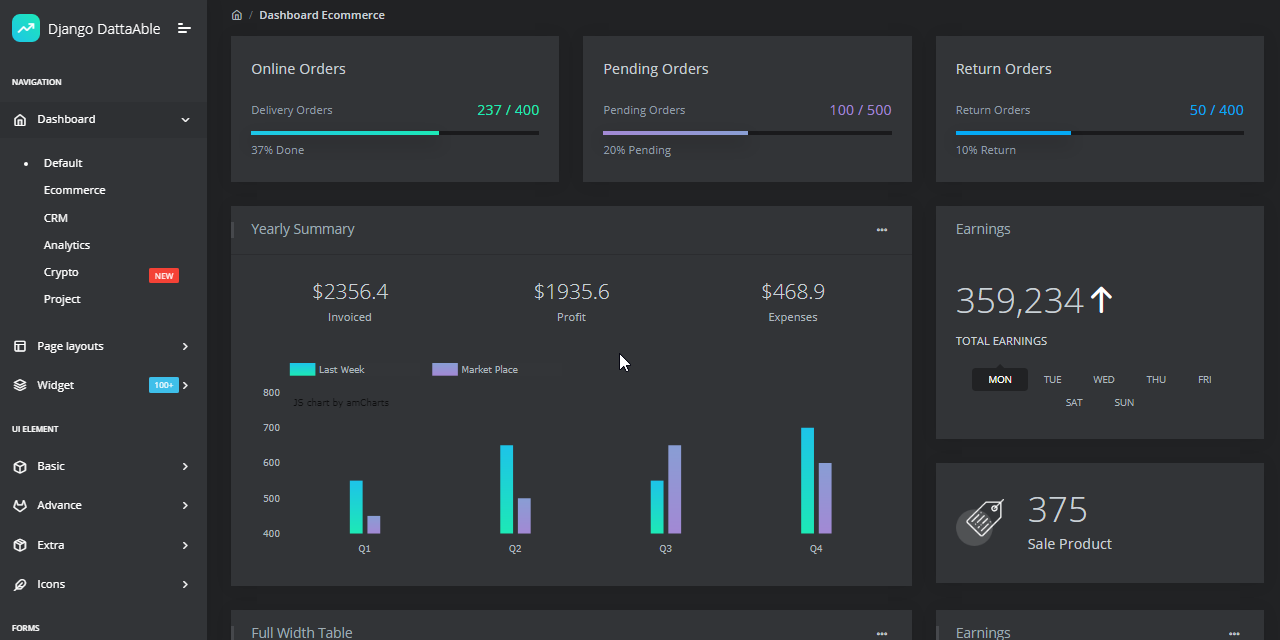 Django DattaAble
NAVIGATION
Dashboard
Default
Ecommerce
CRM
Analytics
Crypto NEW
Project
Page layouts
Widget 100+
UI ELEMENT
Basic
Advance
Extra
Icons
FORMS
/ Dashboard Ecommerce
Online Orders
Delivery Orders 237 / 400
37% Done
Pending Orders
Pending Orders 100 / 500
20% Pending
Return Orders
Return Orders 50 / 400
10% Return
Yearly Summary
$2356.4 $1935.6 $468.9
Invoiced Profit Expenses
Last Week Market Place
800
JS chart by amCharts
700
600
500
400
Q1 Q2 Q3 Q4
Earnings
359,234
TOTAL EARNINGS
MON TUE WED THU FRI
SAT SUN
375
Sale Product
Full Width Table
Earnings